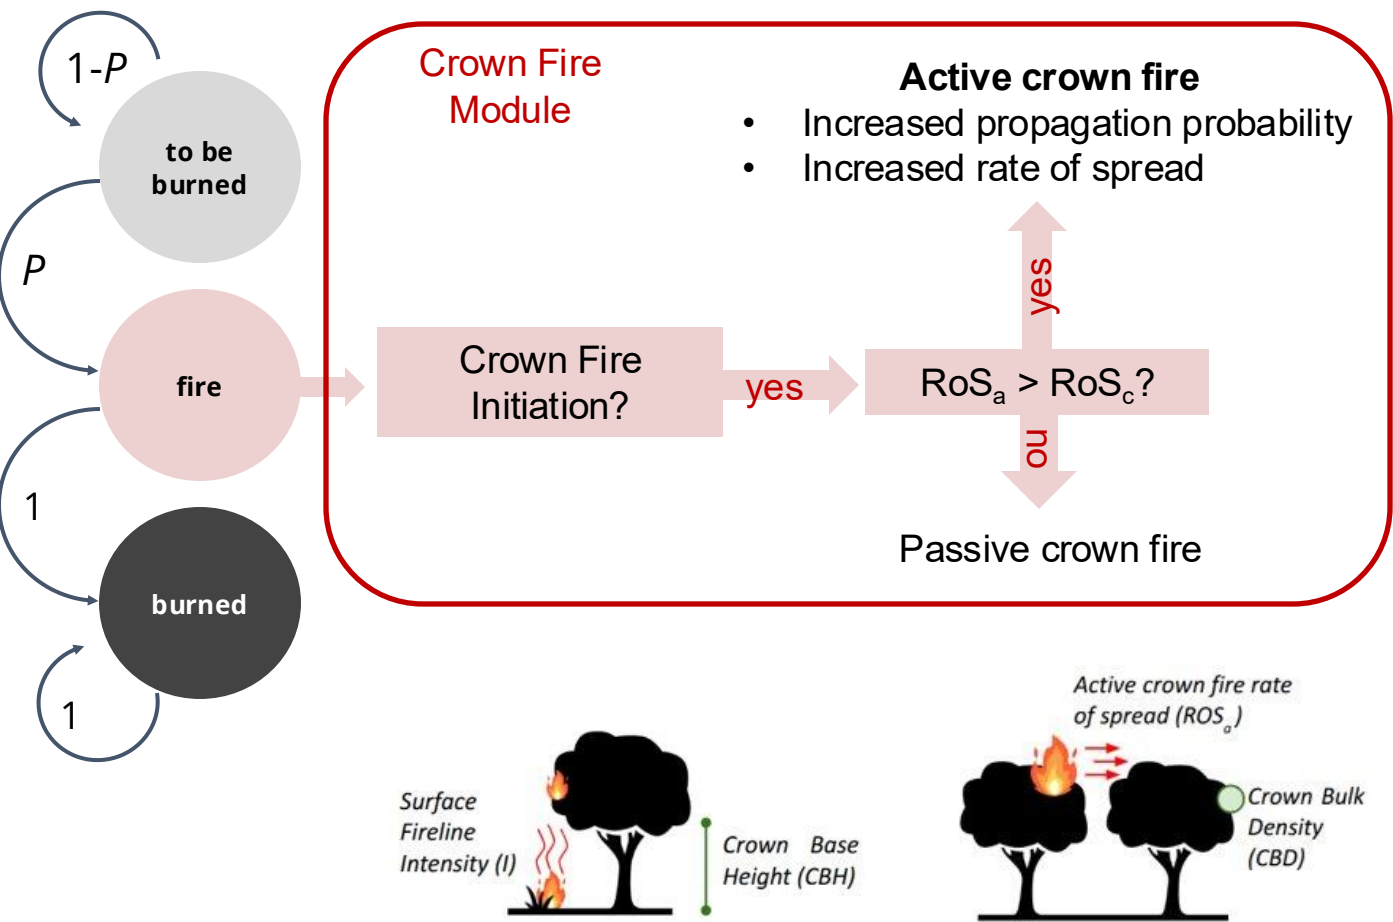 1-P
to be
burned
P
fire
1
burned
1
Crown Fire
Module
Active crown fire
• Increased propagation probability
• Increased rate of spread
yes
Crown Fire
Initiation?
yes
RoSₐ > RoS꜀?
no
Passive crown fire
Surface
Fireline
Intensity (I)
Crown Base
Height (CBH)
Active crown fire rate
of spread (ROSₐ)
Crown Bulk
Density
(CBD)